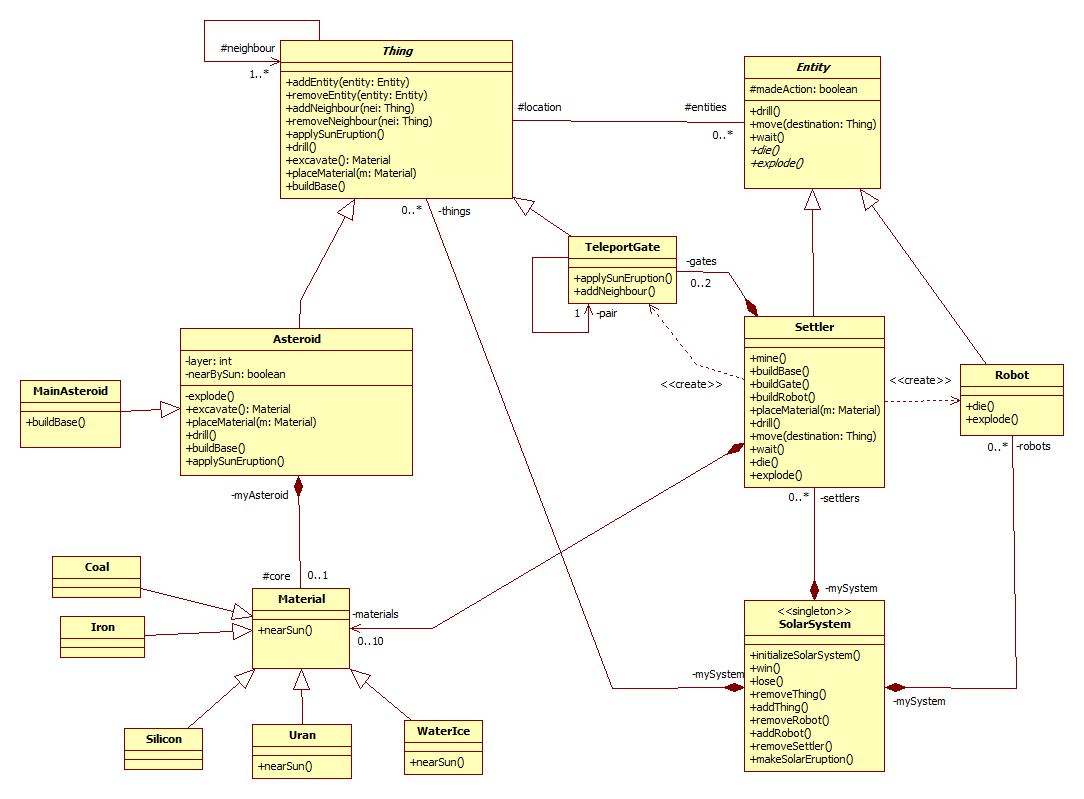 #neighbour
1..*
Thing
+addEntity(entity: Entity)
+removeEntity(entity: Entity)
+addNeighbour(nei: Thing)
+removeNeighbour(nei: Thing)
+applySunEruption()
+drill()
+excavate(): Material
+placeMaterial(m: Material)
+buildBase()
#location
#entities
0..*
Entity
#madeAction: boolean
+drill()
+move(destination: Thing)
+wait()
+die()
+explode()
0..*
-things
TeleportGate
+applySunEruption()
+addNeighbour()
-gates
0..2
1
-pair
Asteroid
-layer: int
-nearBySun: boolean
-explode()
+excavate(): Material
+placeMaterial(m: Material)
+drill()
+buildBase()
+applySunEruption()
MainAsteroid
+buildBase()
Settler
+mine()
+buildBase()
+buildGate()
+buildRobot()
+placeMaterial(m: Material)
+drill()
+move(destination: Thing)
+wait()
+die()
+explode()
<<create>>
<<create>>
Robot
+die()
+explode()
0..*
-robots
0..*
-settlers
-myAsteroid
#core
0..1
Coal
Iron
Material
+nearSun()
-materials
0..10
Silicon
Uran
+nearSun()
WaterIce
+nearSun()
-mySystem
<<singleton>>
SolarSystem
+initializeSolarSystem()
+win()
+lose()
+removeThing()
+addThing()
+removeRobot()
+addRobot()
+removeSettler()
+makeSolarEruption()
-mySystem
-mySystem